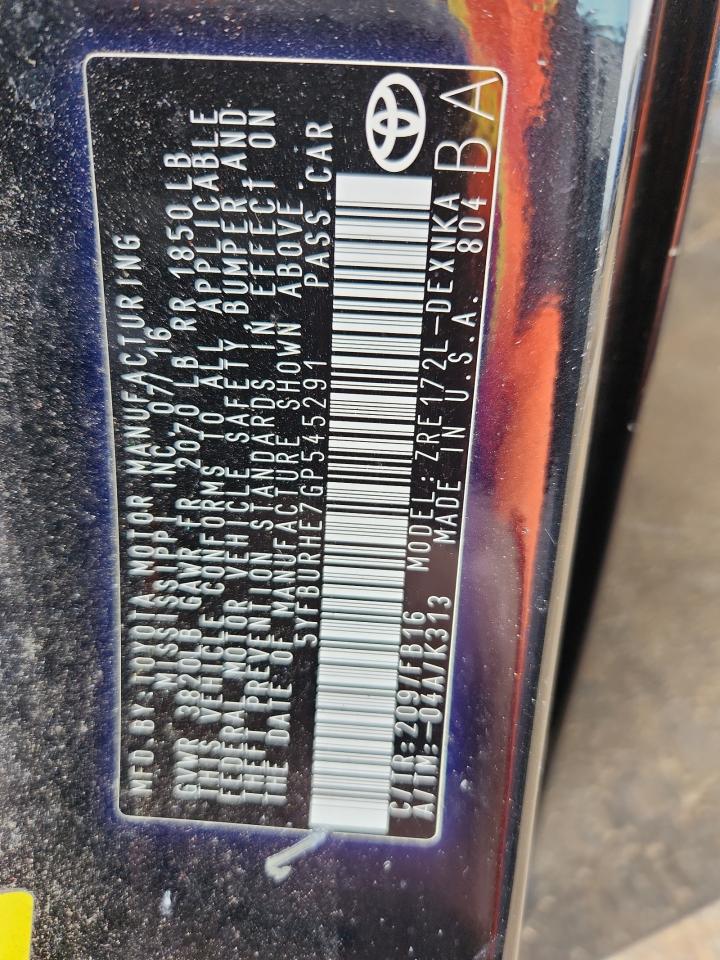 MFD.BY:TOYOTA MOTOR MANUFACTURING
MISSISSIPPI, INC.07/16
GVWR 3820LB GAWR FR 2070 LB RR 1850LB
THIS VEHICLE CONFORMS TO ALL APPLICABLE
FEDERAL MOTOR VEHICLE SAFETY, BUMPER AND
THEFT PREVENTION STANDARDS IN EFFECT ON
THE DATE OF MANUFACTURE SHOWN ABOVE.
5YFBURHE7GP545291 PASS.CAR
C/TR:209/FB16 MODEL:ZRE172L-DEXNKA
A/TM:-04A/K313 MADE IN U.S.A. 804 BA